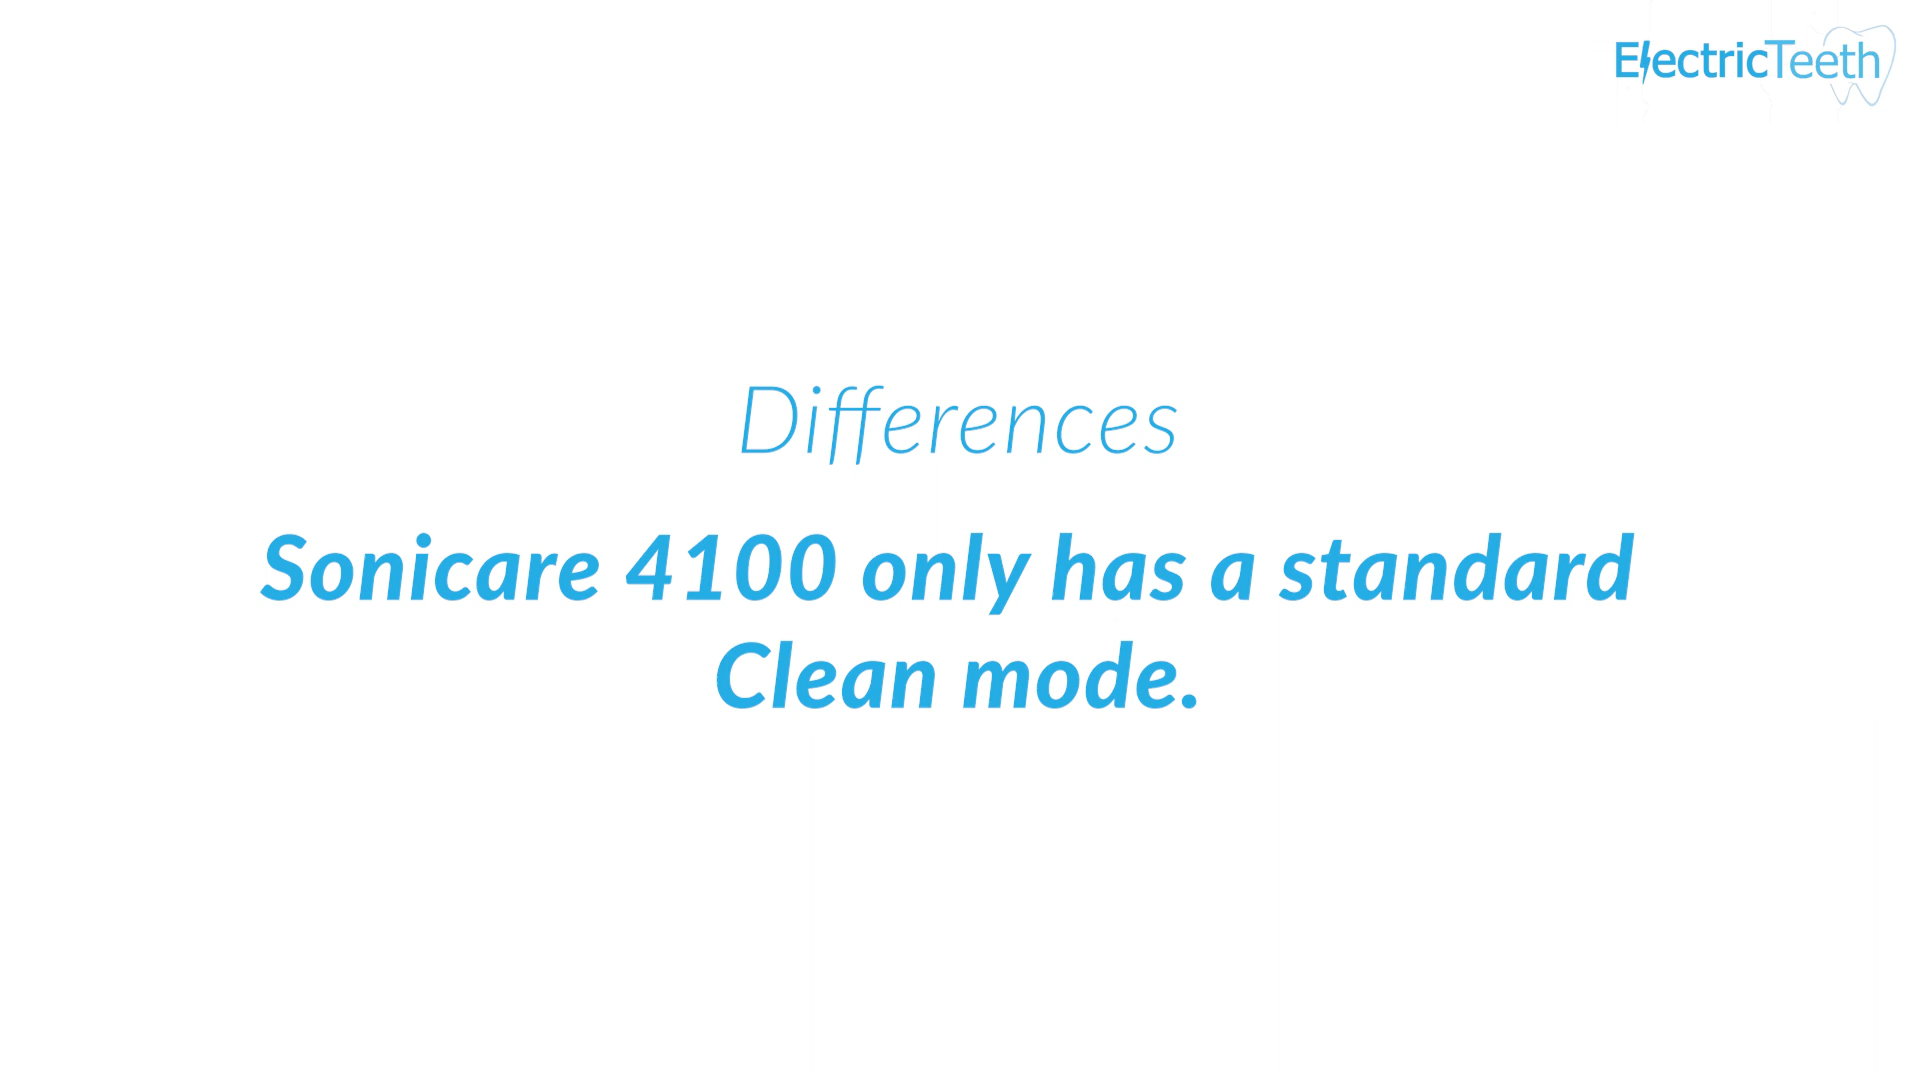 ElectricTeeth
Differences
Sonicare 4100 only has a standard
Clean mode.